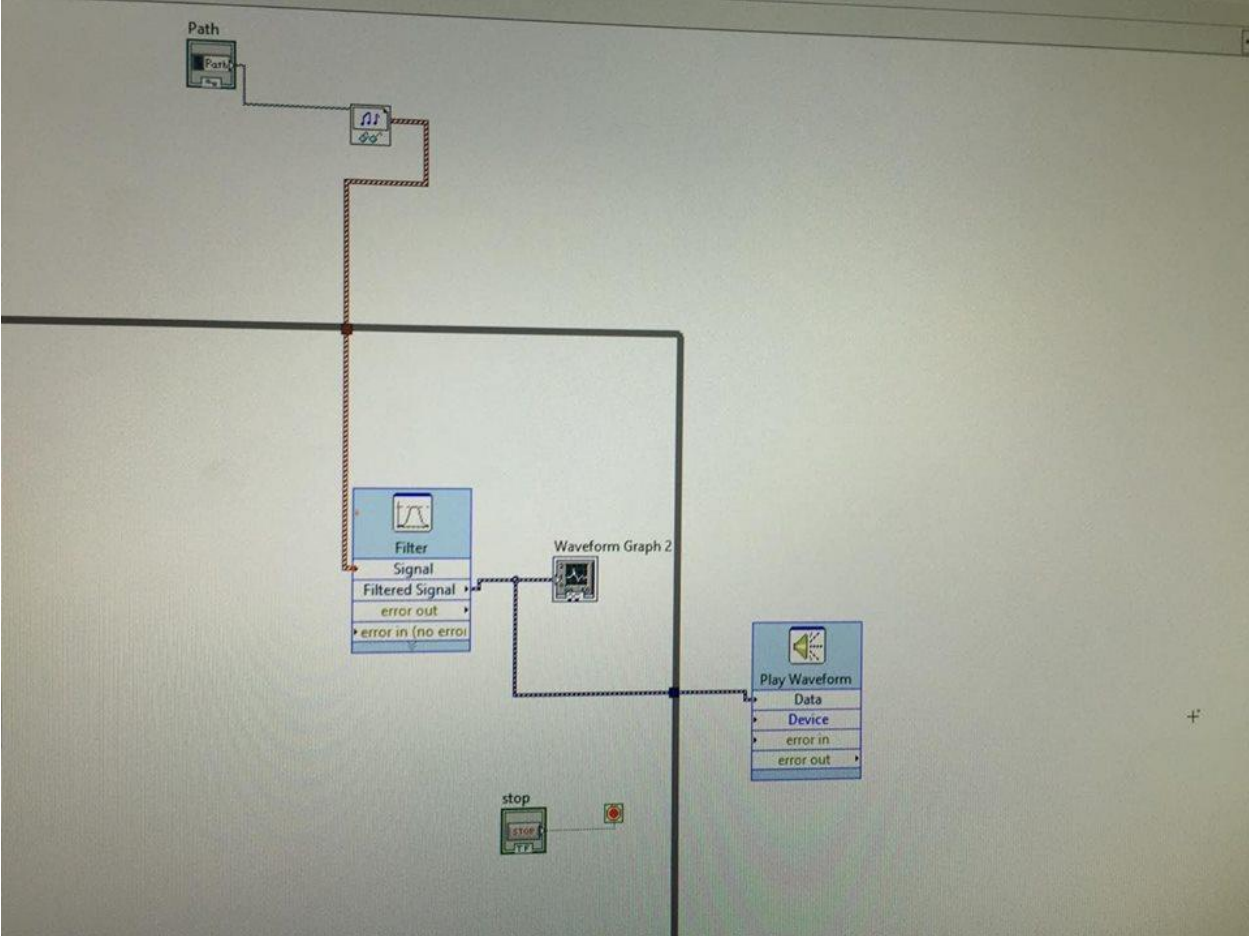 Path
Path
Filter
Signal
Filtered Signal
error out
error in (no error
Waveform Graph 2
Play Waveform
Data
Device
error in
error out
stop
STOP
TF